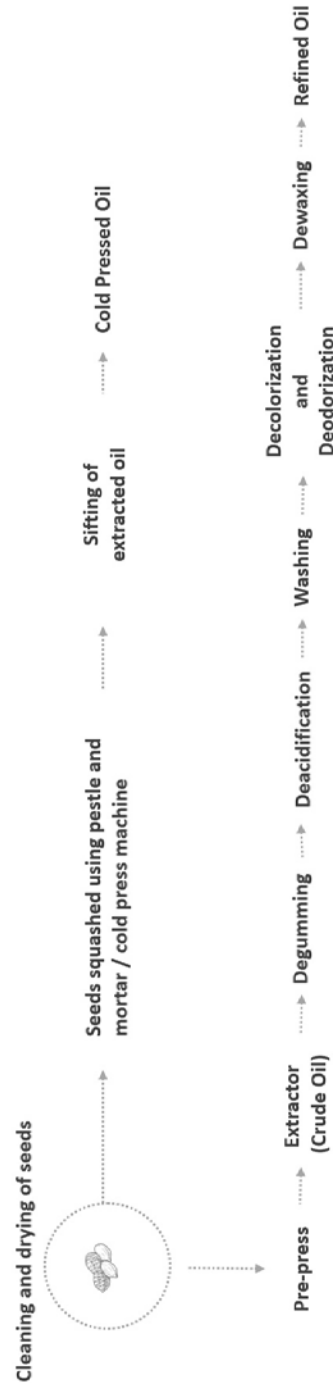 Cleaning and drying of seeds
Seeds squashed using pestle and
mortar / cold press machine
Sifting of
extracted oil
Cold Pressed Oil
Pre-press
Extractor
(Crude Oil)
Degumming
Deacidification
Washing
Decolorization
and
Deodorization
Dewaxing
Refined Oil